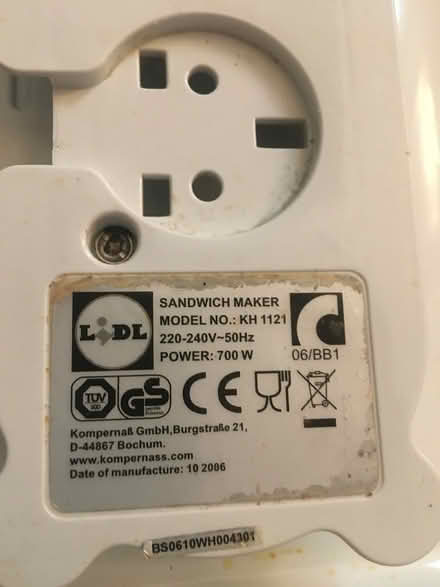 LIDL
SANDWICH MAKER
MODEL NO.: KH 1121
220-240V~50Hz
POWER: 700 W
06/BB1
TÜV
GS
CE
Kompernaß GmbH,Burgstraße 21,
D-44867 Bochum.
www.kompernass.com
Date of manufacture: 10 2006
BS0610WH004301